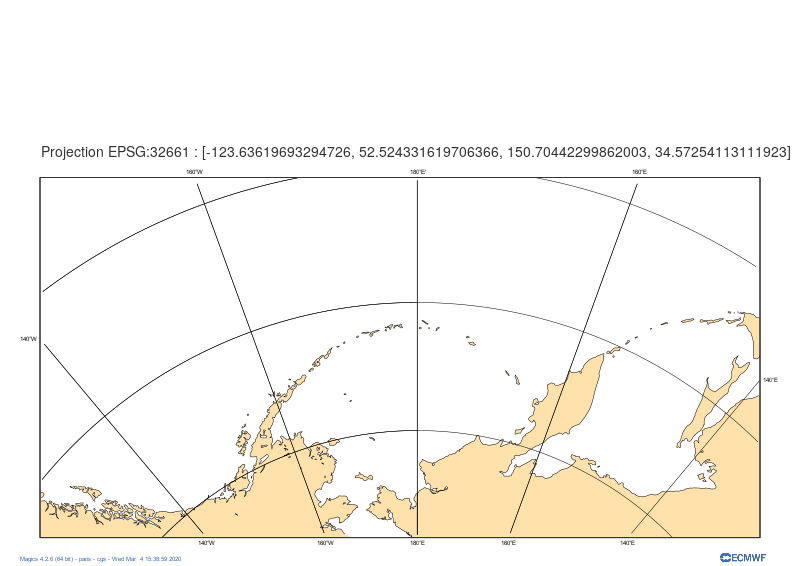 Projection EPSG:32661 : [-123.63619693294726, 52.524331619706366, 150.70442299862003, 34.57254113111923]
160°W 180°E 160°E
140°W
140°E
140°W 160°W 180°E 160°E 140°E
Magics 4.2.6 (64 bit) - paris - cgs - Wed Mar 4 15:38:59 2020
ECMWF